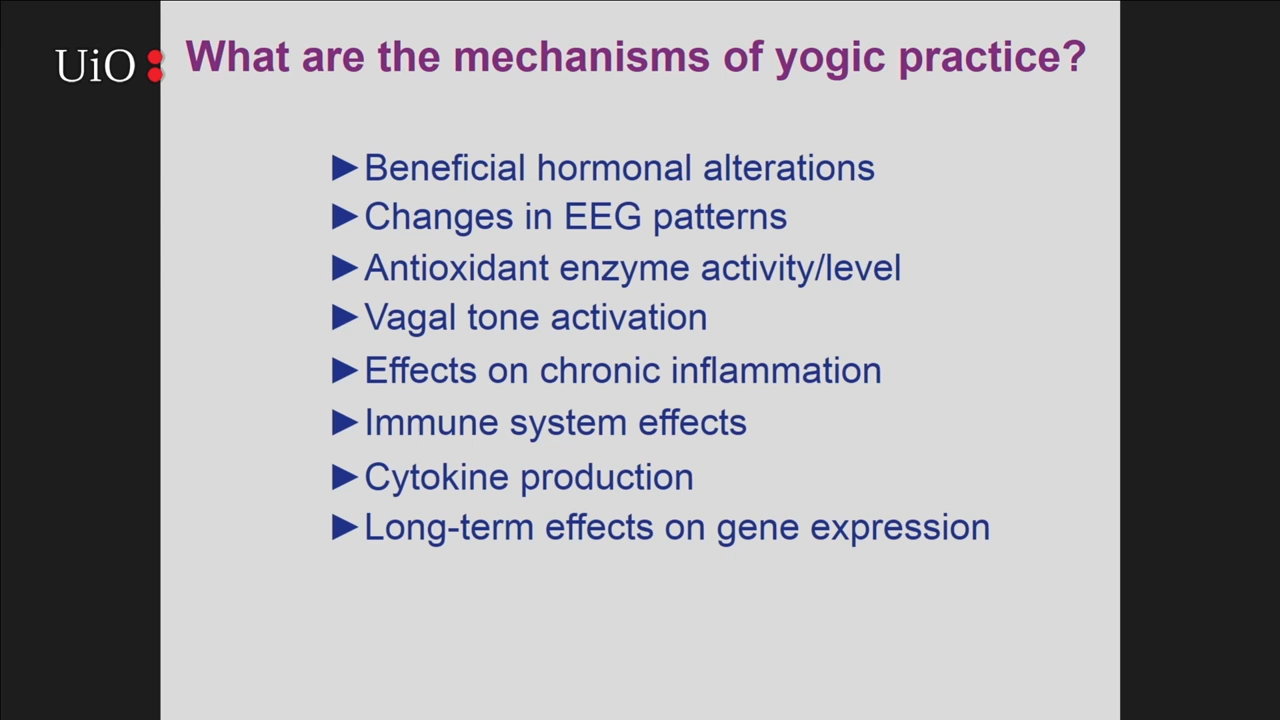 UiO:
What are the mechanisms of yogic practice?
►Beneficial hormonal alterations
►Changes in EEG patterns
►Antioxidant enzyme activity/level
►Vagal tone activation
►Effects on chronic inflammation
►Immune system effects
►Cytokine production
►Long-term effects on gene expression